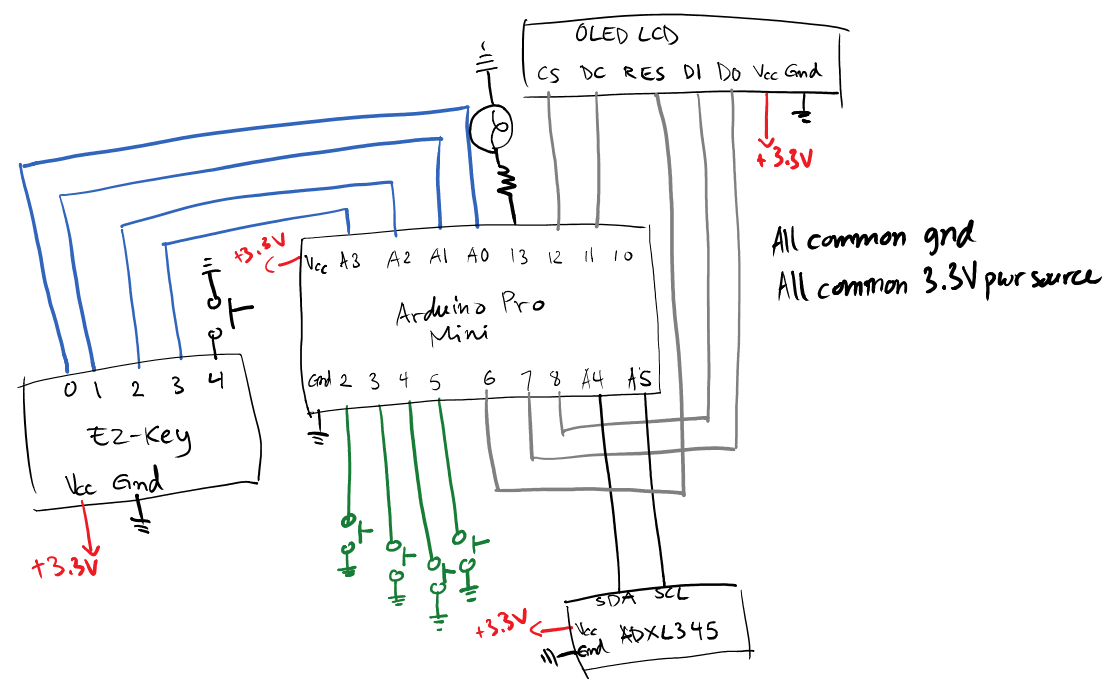 OLED LCD
CS DC RES D1 D0 Vcc Gnd
+3.3V
All common gnd
All common 3.3V pwr source
+3.3V
Vcc A3 A2 A1 A0 13 12 11 10
Arduino Pro
Mini
Gnd 2 3 4 5 6 7 8 A4 A5
0 1 2 3 4
EZ-Key
Vcc Gnd
+3.3V
SDA SCL
+3.3V
Vcc ADXL345
Gnd